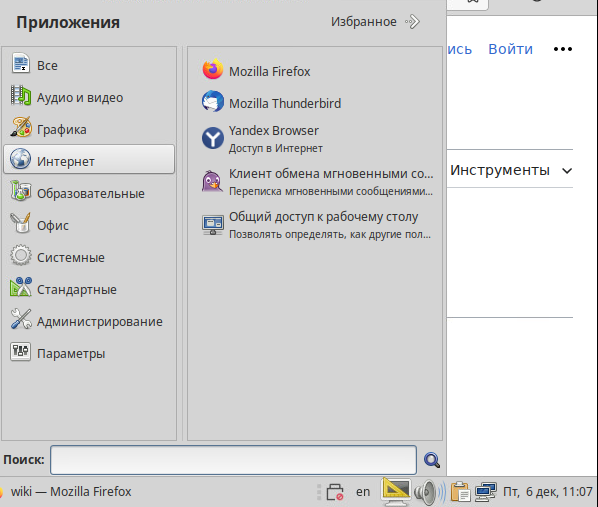 Приложения
Избранное
Все
Аудио и видео
Графика
Интернет
Образовательные
Офис
Системные
Стандартные
Администрирование
Параметры
Mozilla Firefox
Mozilla Thunderbird
Yandex Browser
Доступ в Интернет
Клиент обмена мгновенными со...
Переписка мгновенными сообщениями...
Общий доступ к рабочему столу
Позволять определять, как другие пол...
ись Войти
Инструменты
Поиск:
wiki — Mozilla Firefox
en
Пт, 6 дек, 11:07